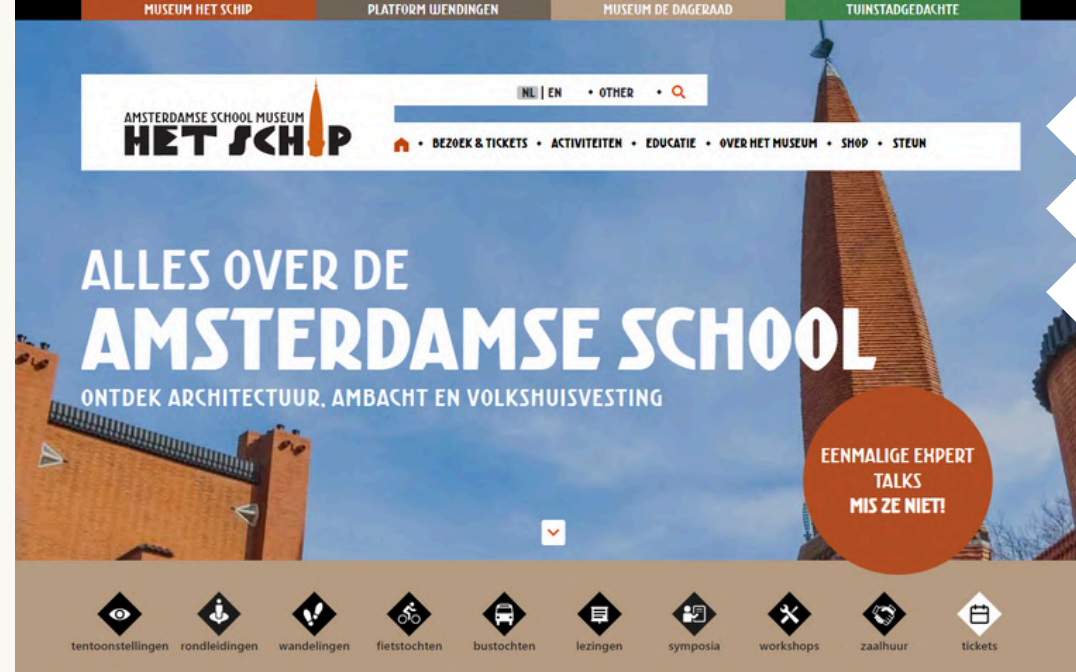 MUSEUM HET SCHIP
PLATFORM WENDINGEN
MUSEUM DE DAGERAAD
TUINSTADGEDACHTE
NL | EN • OTHER •
AMSTERDAMSE SCHOOL MUSEUM
HET SCHIP
• BEZOEK & TICKETS • ACTIVITEITEN • EDUCATIE • OVER HET MUSEUM • SHOP • STEUN
ALLES OVER DE
AMSTERDAMSE SCHOOL
ONTDEK ARCHITECTUUR, AMBACHT EN VOLKSHUISVESTING
EENMALIGE EXPERT
TALKS
MIS ZE NIET!
tentoonstellingen
rondleidingen
wandelingen
fietstochten
bustochten
lezingen
symposia
workshops
zaalhuur
tickets